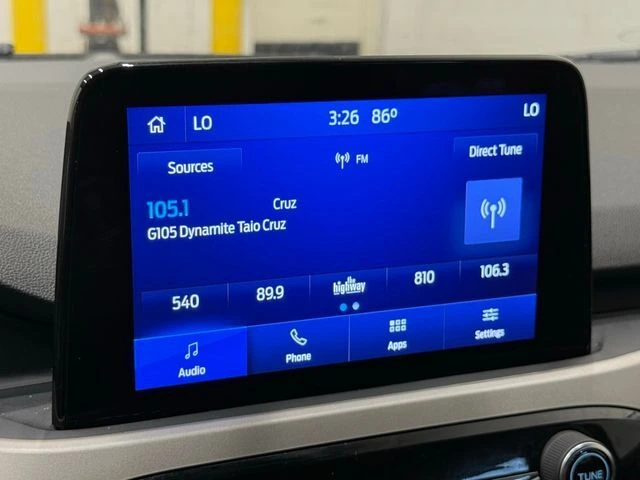 LO 3:26 86° LO
Sources FM Direct Tune
105.1 Cruz
G105 Dynamite Taio Cruz
540 89.9 the highway 810 106.3
Audio Phone Apps Settings
TUNE